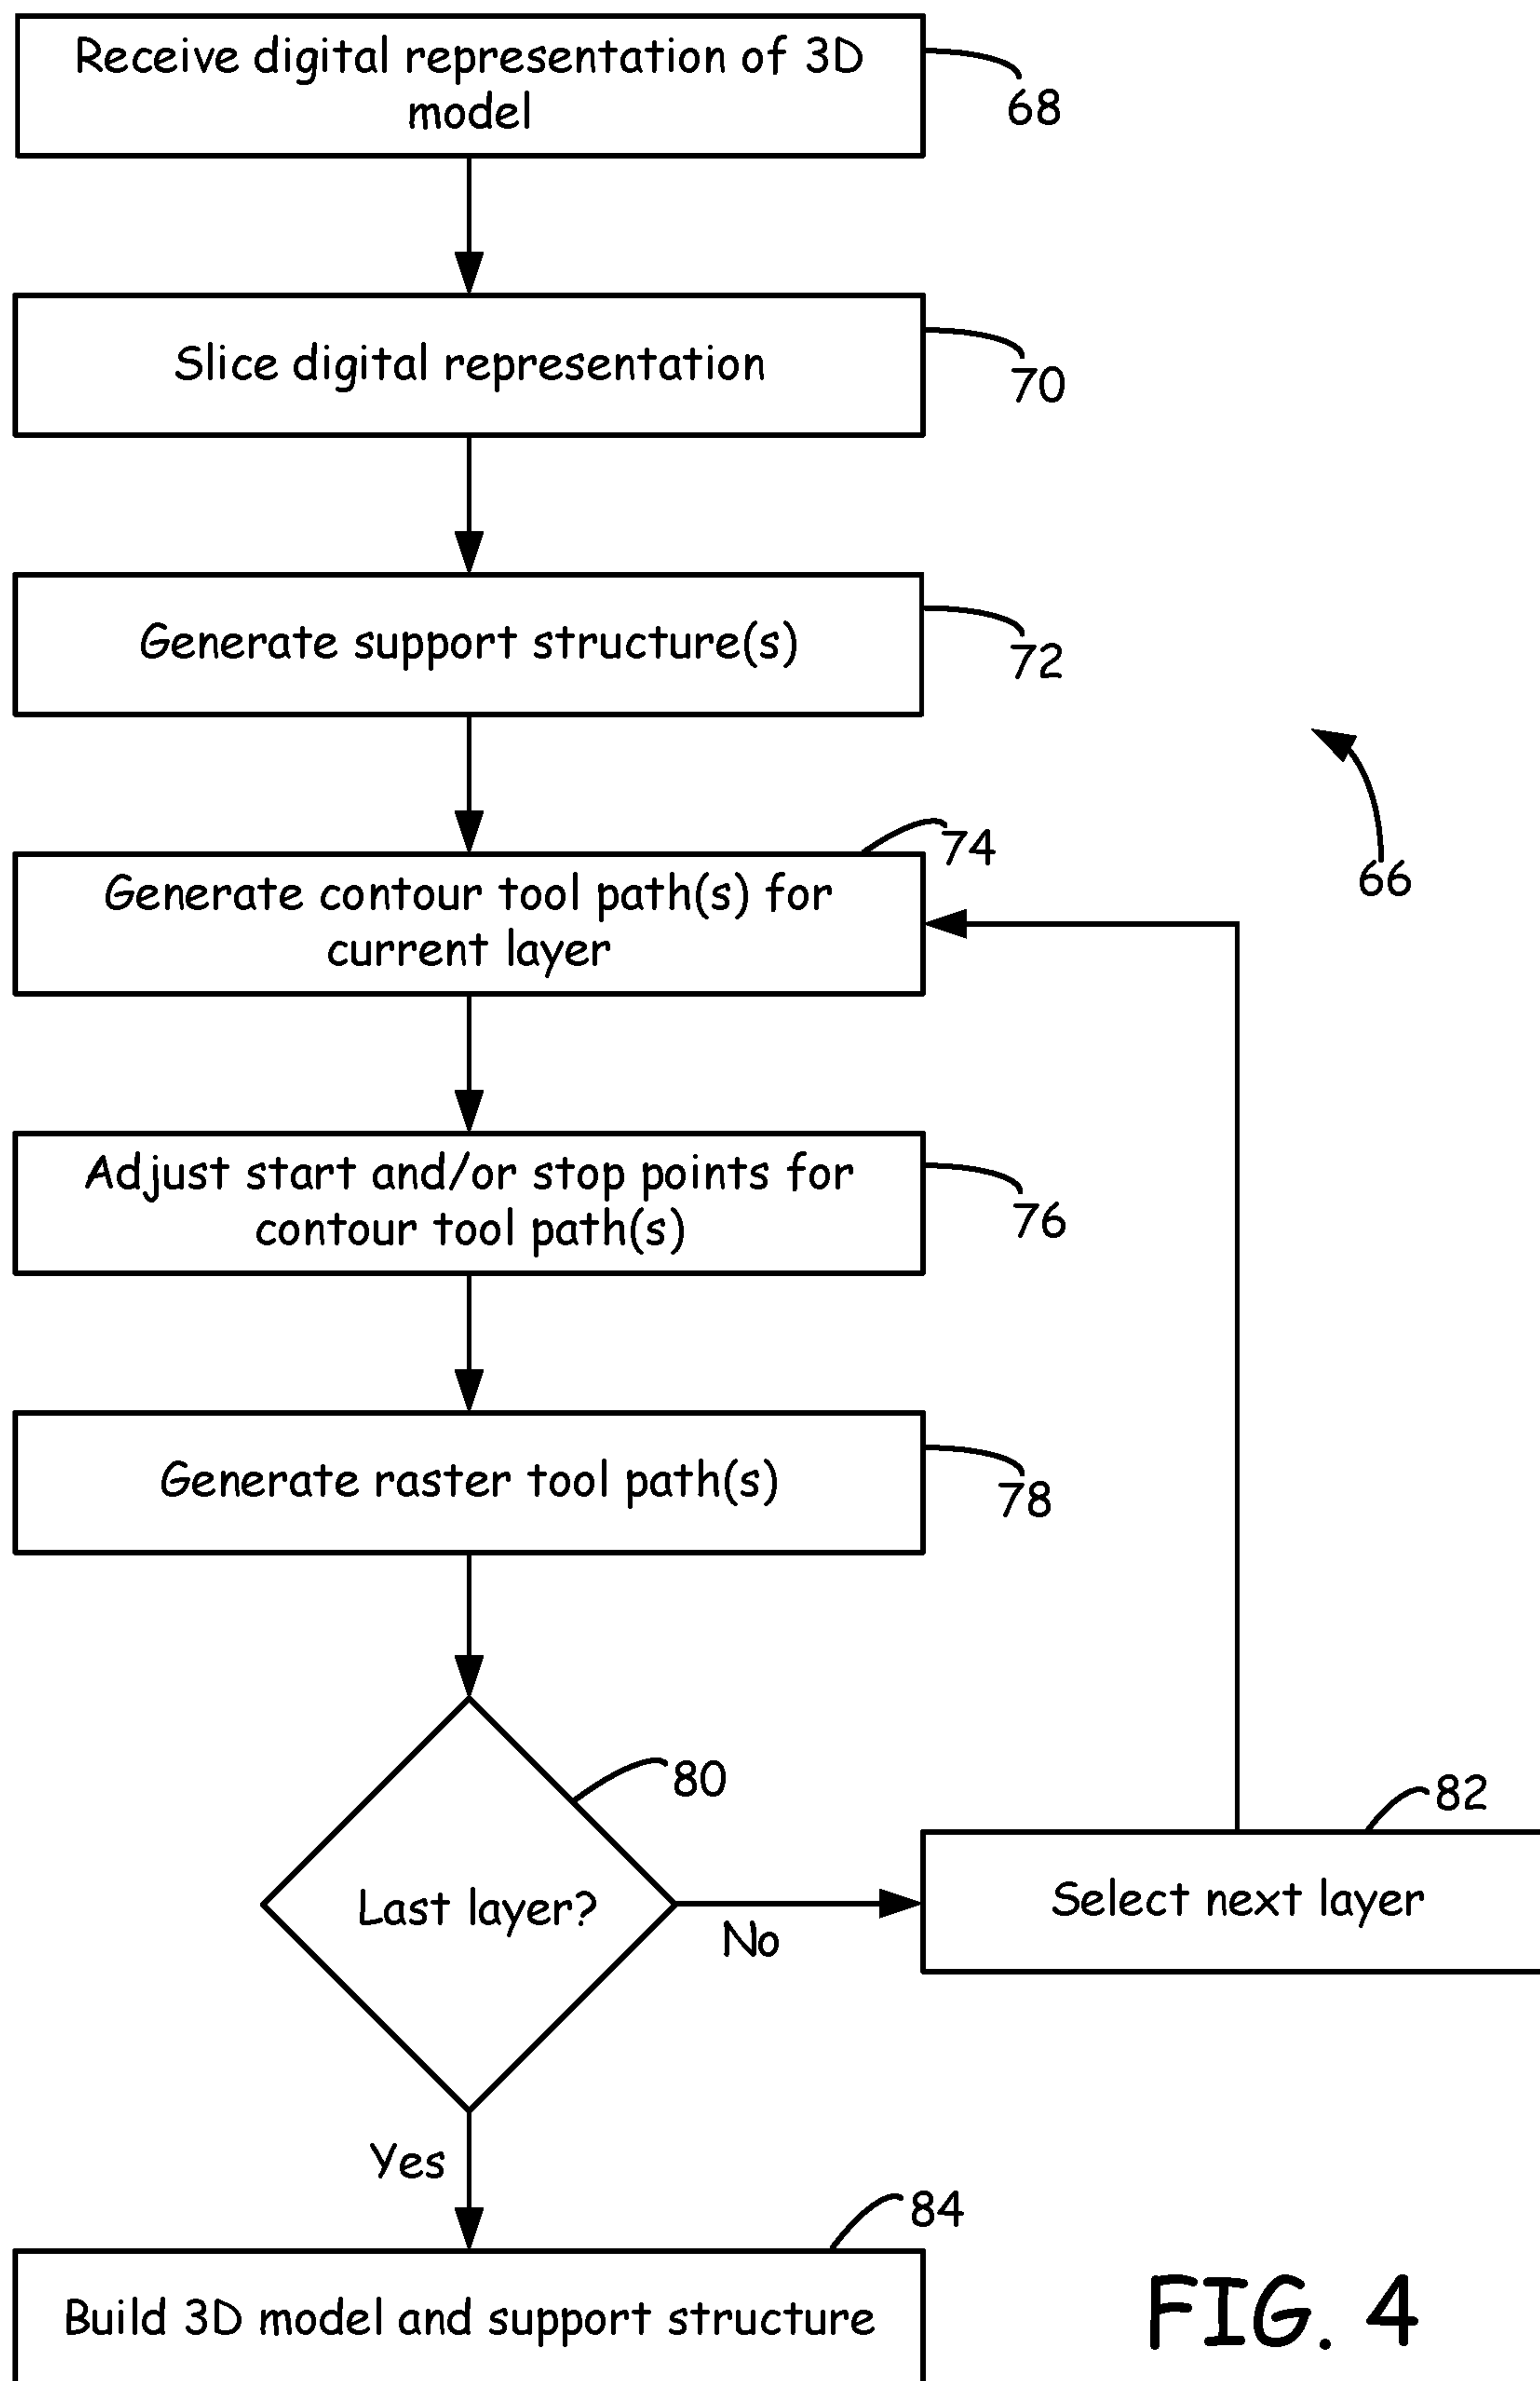 Receive digital representation of 3D
model
68
Slice digital representation
70
Generate support structure(s)
72
66
74
Generate contour tool path(s) for
current layer
Adjust start and/or stop points for
contour tool path(s)
76
Generate raster tool path(s)
78
80
Last layer?
No
82
Select next layer
Yes
84
Build 3D model and support structure
FIG. 4